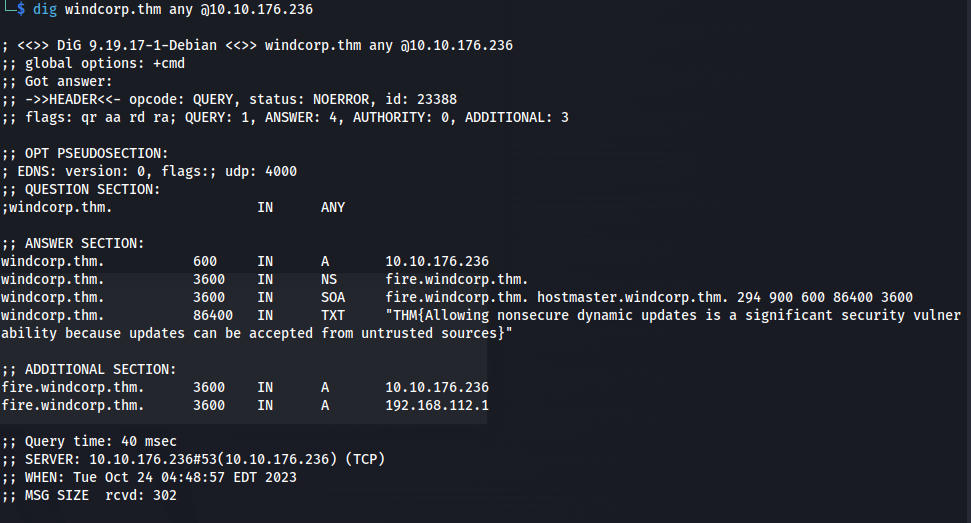 └─$ dig windcorp.thm any @10.10.176.236
; <<>> DiG 9.19.17-1-Debian <<>> windcorp.thm any @10.10.176.236
;; global options: +cmd
;; Got answer:
;; ->>HEADER<<- opcode: QUERY, status: NOERROR, id: 23388
;; flags: qr aa rd ra; QUERY: 1, ANSWER: 4, AUTHORITY: 0, ADDITIONAL: 3
;; OPT PSEUDOSECTION:
; EDNS: version: 0, flags:; udp: 4000
;; QUESTION SECTION:
;windcorp.thm. IN ANY
;; ANSWER SECTION:
windcorp.thm. 600 IN A 10.10.176.236
windcorp.thm. 3600 IN NS fire.windcorp.thm.
windcorp.thm. 3600 IN SOA fire.windcorp.thm. hostmaster.windcorp.thm. 294 900 600 86400 3600
windcorp.thm. 86400 IN TXT "THM{Allowing nonsecure dynamic updates is a significant security vulner
ability because updates can be accepted from untrusted sources}"
;; ADDITIONAL SECTION:
fire.windcorp.thm. 3600 IN A 10.10.176.236
fire.windcorp.thm. 3600 IN A 192.168.112.1
;; Query time: 40 msec
;; SERVER: 10.10.176.236#53(10.10.176.236) (TCP)
;; WHEN: Tue Oct 24 04:48:57 EDT 2023
;; MSG SIZE rcvd: 302